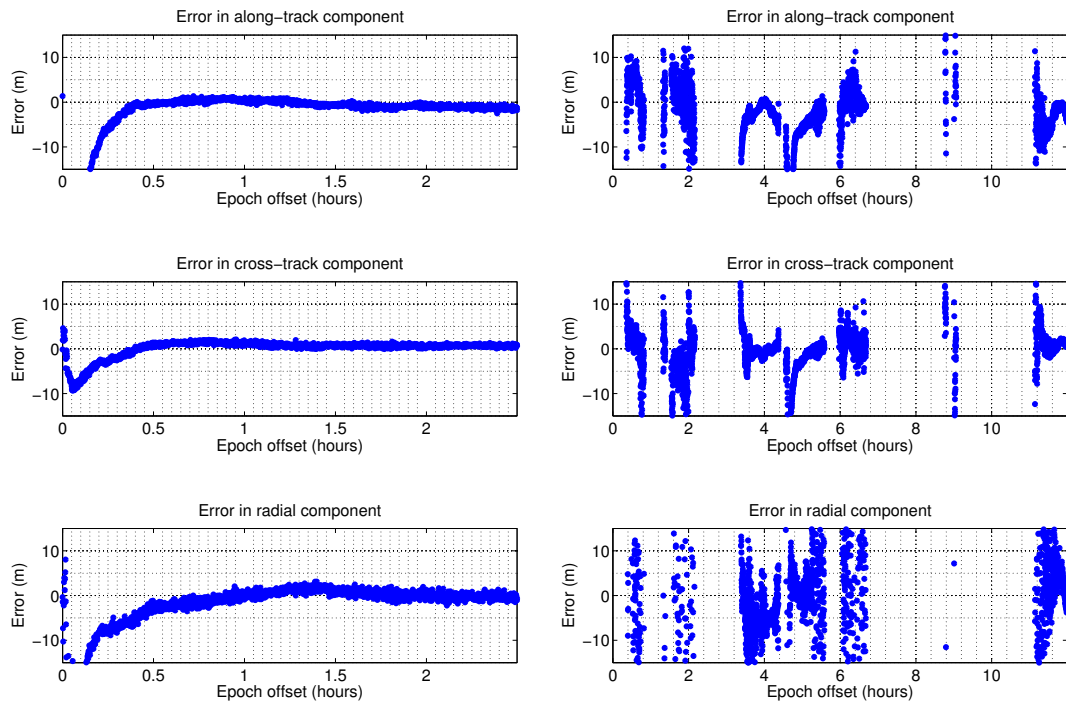 Error in along−track component
10
0
−10
Error (m)
0
0.5
1
1.5
2
Epoch offset (hours)
Error in along−track component
10
0
−10
Error (m)
0
2
4
6
8
10
Epoch offset (hours)
Error in cross−track component
10
0
−10
Error (m)
0
0.5
1
1.5
2
Epoch offset (hours)
Error in cross−track component
10
0
−10
Error (m)
0
2
4
6
8
10
Epoch offset (hours)
Error in radial component
10
0
−10
Error (m)
0
0.5
1
1.5
2
Epoch offset (hours)
Error in radial component
10
0
−10
Error (m)
0
2
4
6
8
10
Epoch offset (hours)